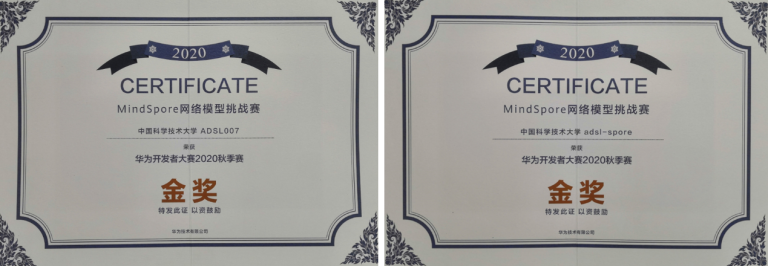 2020
CERTIFICATE
MindSpore网络模型挑战赛
中国科学技术大学 ADSL007
荣获
华为开发者大赛2020秋季赛
金奖
特发此证 以资鼓励
华为技术有限公司
2020
CERTIFICATE
MindSpore网络模型挑战赛
中国科学技术大学 adsl-spore
荣获
华为开发者大赛2020秋季赛
金奖
特发此证 以资鼓励
华为技术有限公司